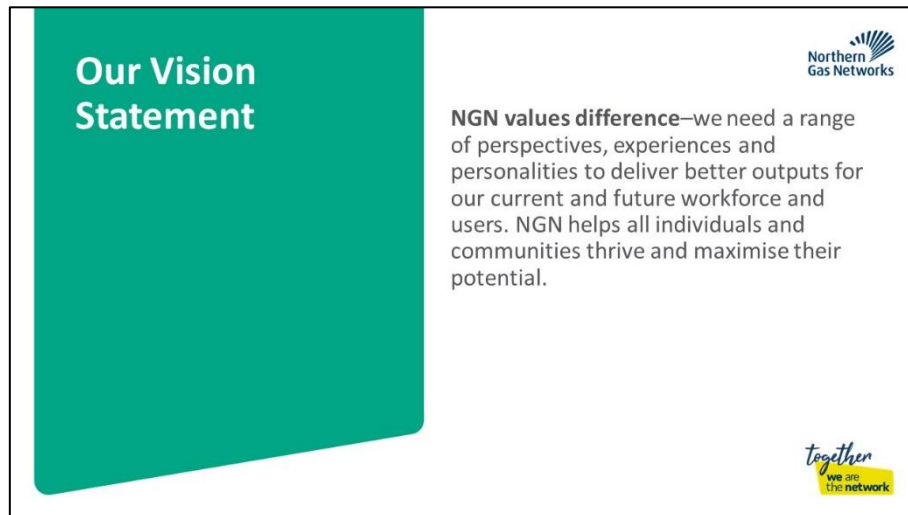 Our Vision
Statement
Northern
Gas Networks
NGN values difference–we need a range
of perspectives, experiences and
personalities to deliver better outputs for
our current and future workforce and
users. NGN helps all individuals and
communities thrive and maximise their
potential.
together
we are
the network